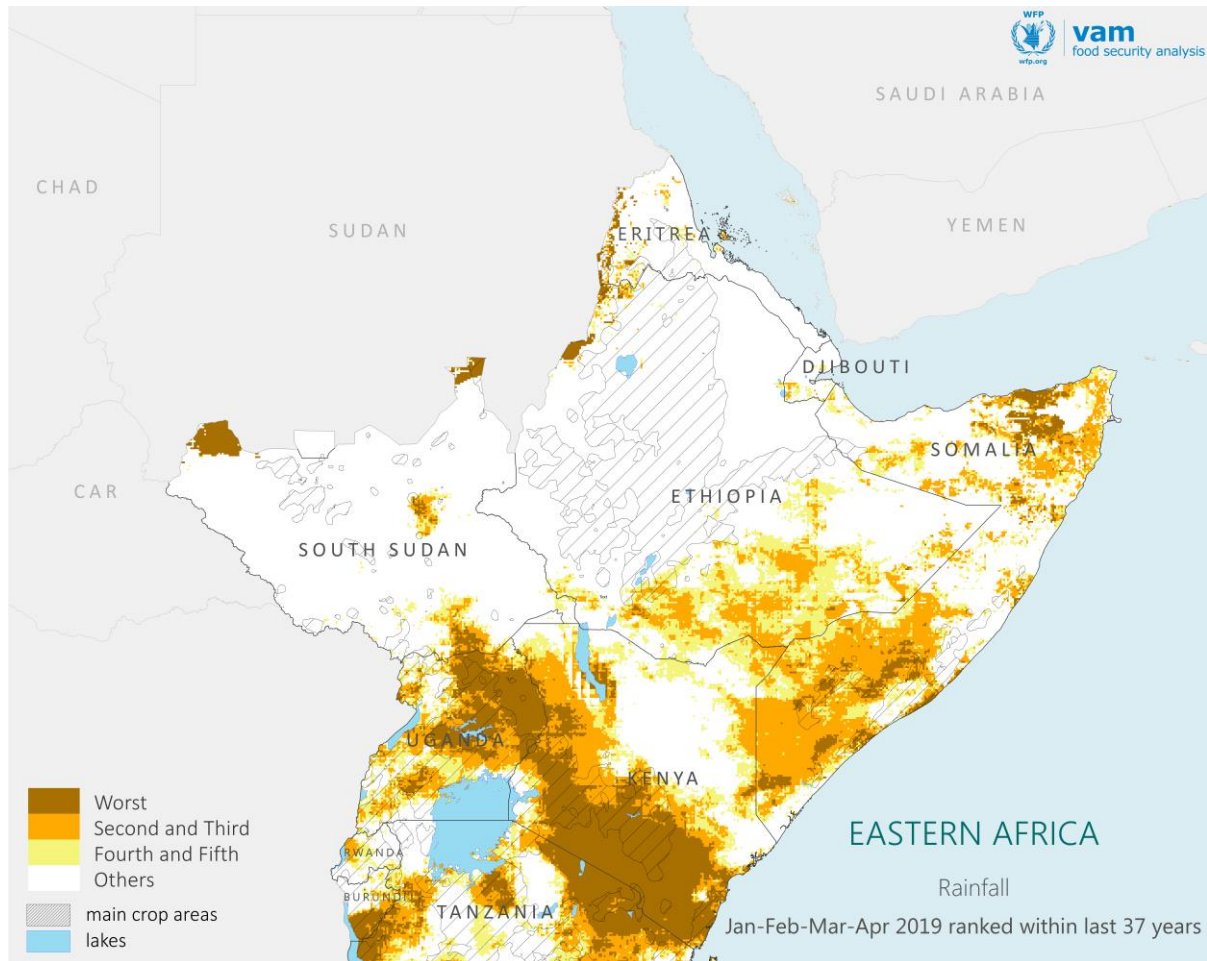 WFP
wfp.org
vam
food security analysis
SAUDI ARABIA
CHAD
SUDAN
YEMEN
ERITREA
DJIBOUTI
SOMALIA
CAR
ETHIOPIA
SOUTH SUDAN
UGANDA
KENYA
RWANDA
BURUNDI
TANZANIA
Worst
Second and Third
Fourth and Fifth
Others
main crop areas
lakes
EASTERN AFRICA
Rainfall
Jan-Feb-Mar-Apr 2019 ranked within last 37 years